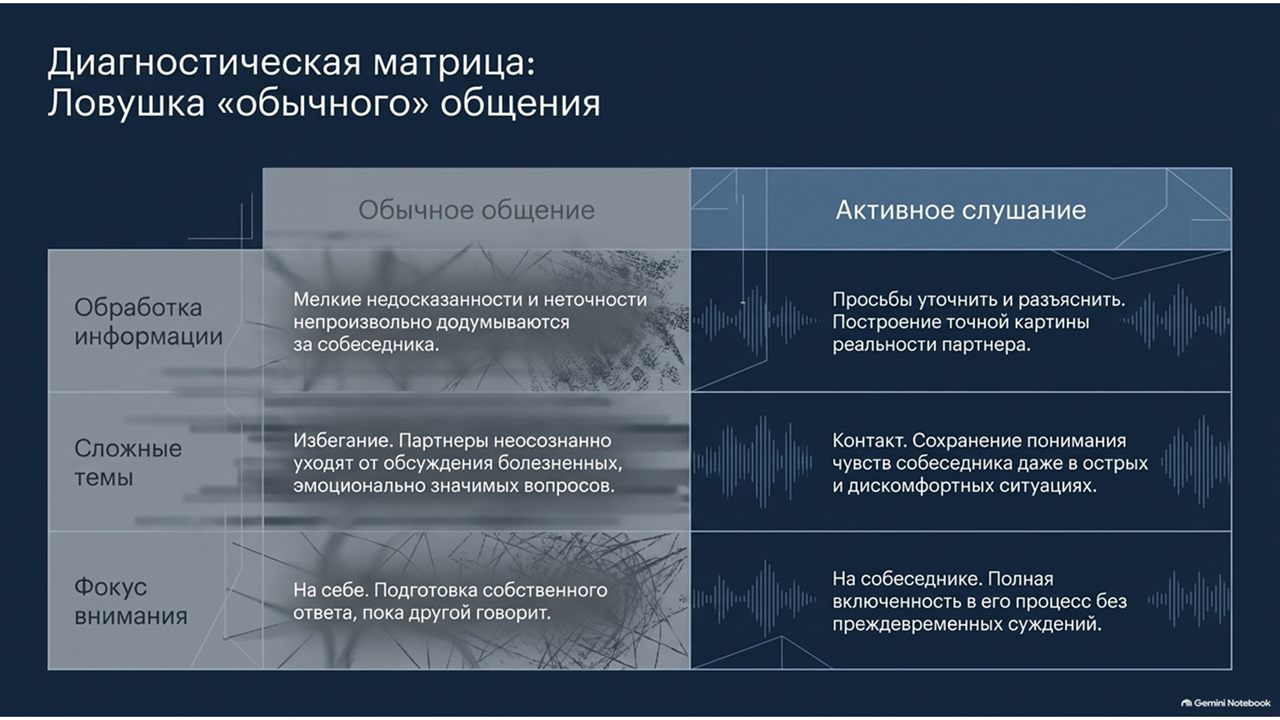 Диагностическая матрица:
Ловушка «обычного» общения
Обычное общение
Активное слушание
Обработка
информации
Мелкие недосказанности и неточности
непроизвольно додумываются
за собеседника.
Просьбы уточнить и разъяснить.
Построение точной картины
реальности партнера.
Сложные
темы
Избегание. Партнеры неосознанно
уходят от обсуждения болезненных,
эмоционально значимых вопросов.
Контакт. Сохранение понимания
чувств собеседника даже в острых
и дискомфортных ситуациях.
Фокус
внимания
На себе. Подготовка собственного
ответа, пока другой говорит.
На собеседнике. Полная
включенность в его процесс без
преждевременных суждений.
Gemini Notebook